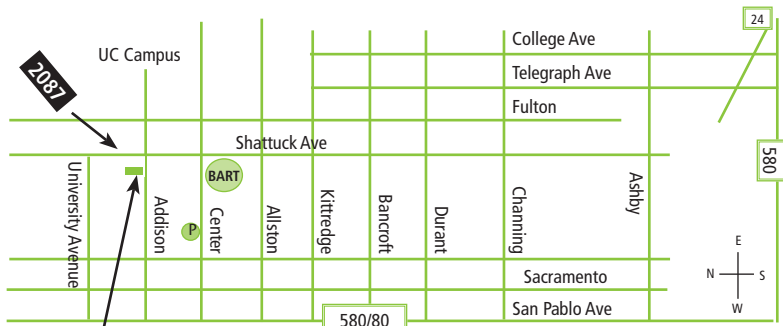 24
College Ave
UC Campus
Telegraph Ave
2087
Fulton
Shattuck Ave
580
BART
University Avenue
Addison
P
Center
Allston
Kittredge
Bancroft
Durant
Channing
Ashby
E
N S
W
Sacramento
San Pablo Ave
580/80